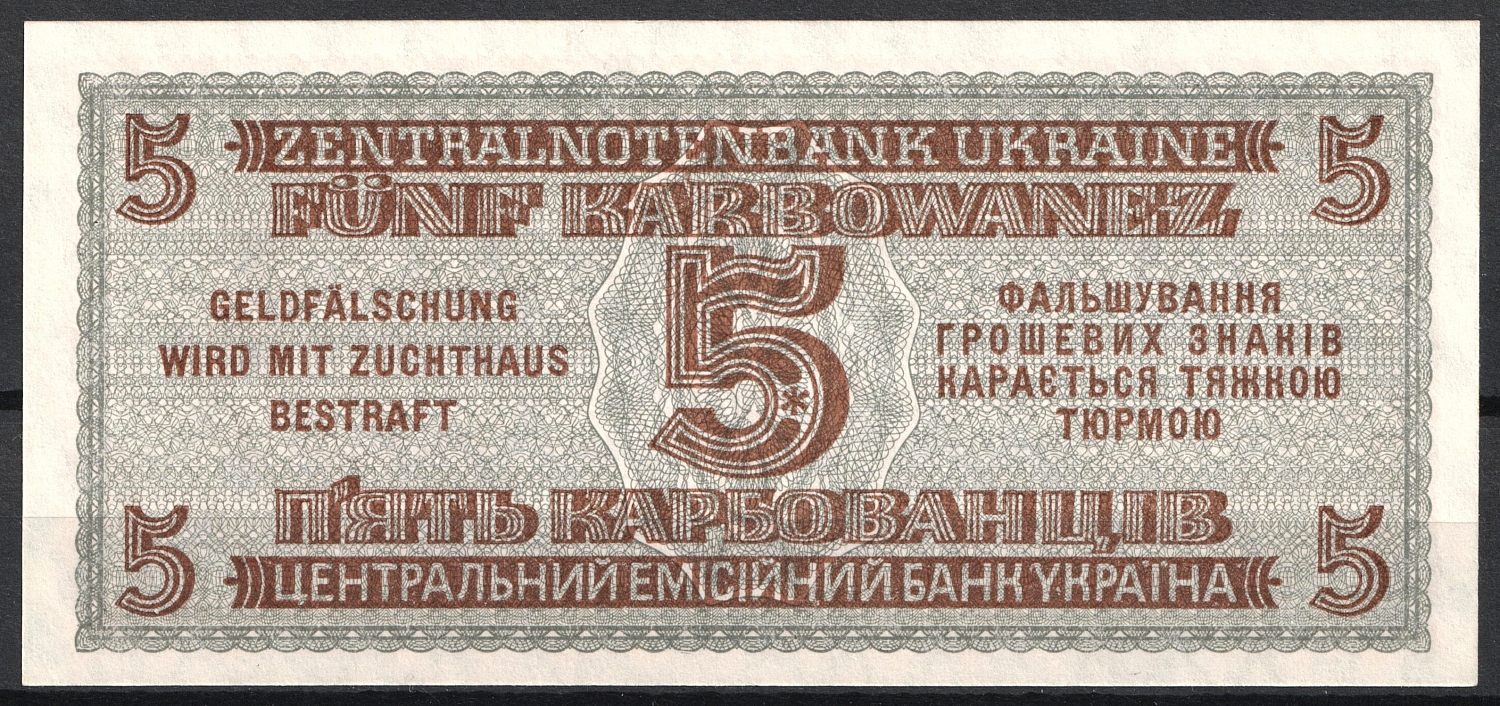 5 ZENTRALNOTENBANK UKRAINE 5
FÜNF KARBOWANEZ
5
GELDFÄLSCHUNG
WIRD MIT ZUCHTHAUS
BESTRAFT
ФАЛЬШУВАННЯ
ГРОШЕВИХ ЗНАКІВ
КАРАЄТЬСЯ ТЯЖКОЮ
ТЮРМОЮ
П'ЯТЬ КАРБОВАНЦІВ
5 ЦЕНТРАЛЬНИЙ ЕМІСІЙНИЙ БАНК УКРАЇНА 5